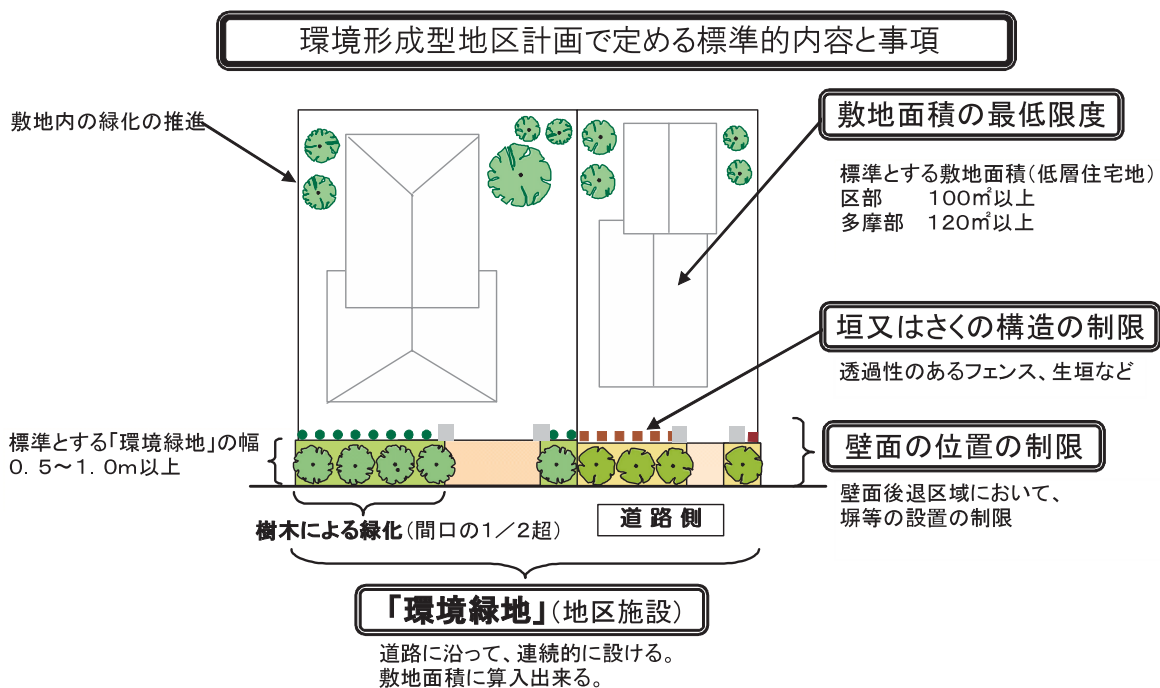 環境形成型地区計画で定める標準的内容と事項
敷地内の緑化の推進
敷地面積の最低限度
標準とする敷地面積(低層住宅地)
区部　　100㎡以上
多摩部　120㎡以上
垣又はさくの構造の制限
透過性のあるフェンス、生垣など
標準とする「環境緑地」の幅
0.5～1.0m以上
壁面の位置の制限
壁面後退区域において、
塀等の設置の制限
樹木による緑化(間口の1/2超)
道路側
「環境緑地」(地区施設)
道路に沿って、連続的に設ける。
敷地面積に算入出来る。